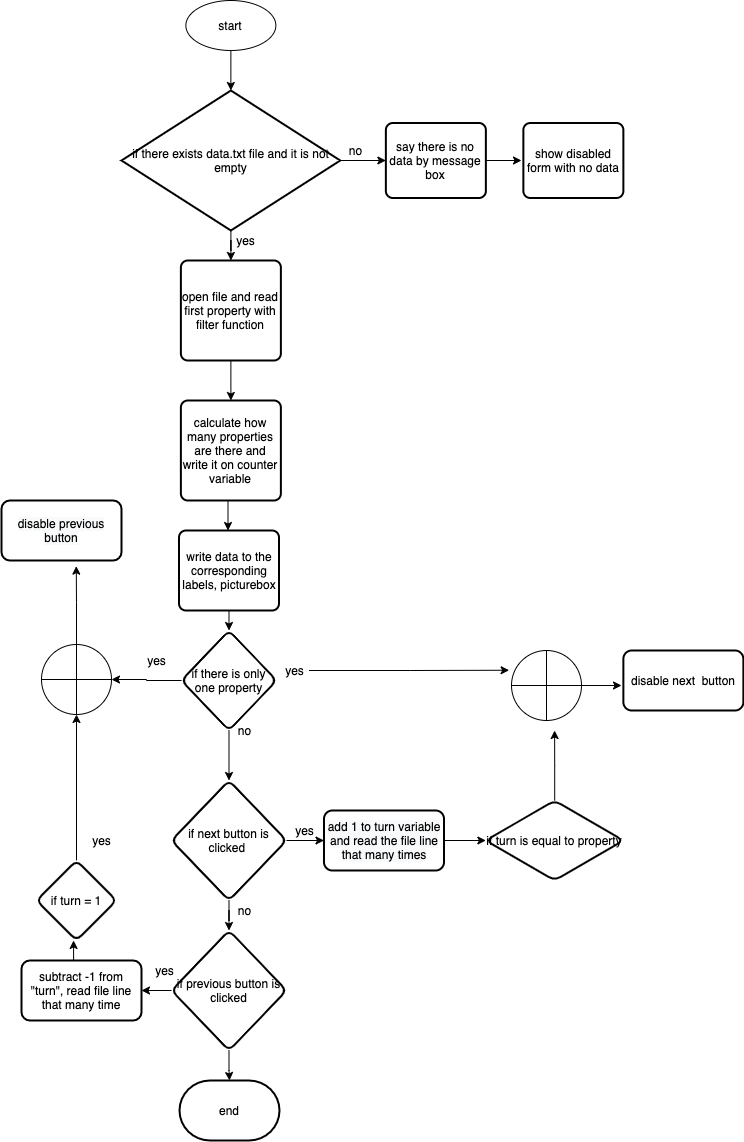 start
if there exists data.txt file and it is not
empty
no
say there is no
data by message
box
show disabled
form with no data
yes
open file and read
first property with
filter function
calculate how
many properties
are there and
write it on counter
variable
disable previous
button
write data to the
corresponding
labels, picturebox
yes
if there is only
one property
yes
disable next button
no
if next button is
clicked
yes
add 1 to turn variable
and read the file line
that many times
if turn is equal to property
yes
if turn = 1
no
subtract -1 from
"turn", read file line
that many time
yes
if previous button is
clicked
end